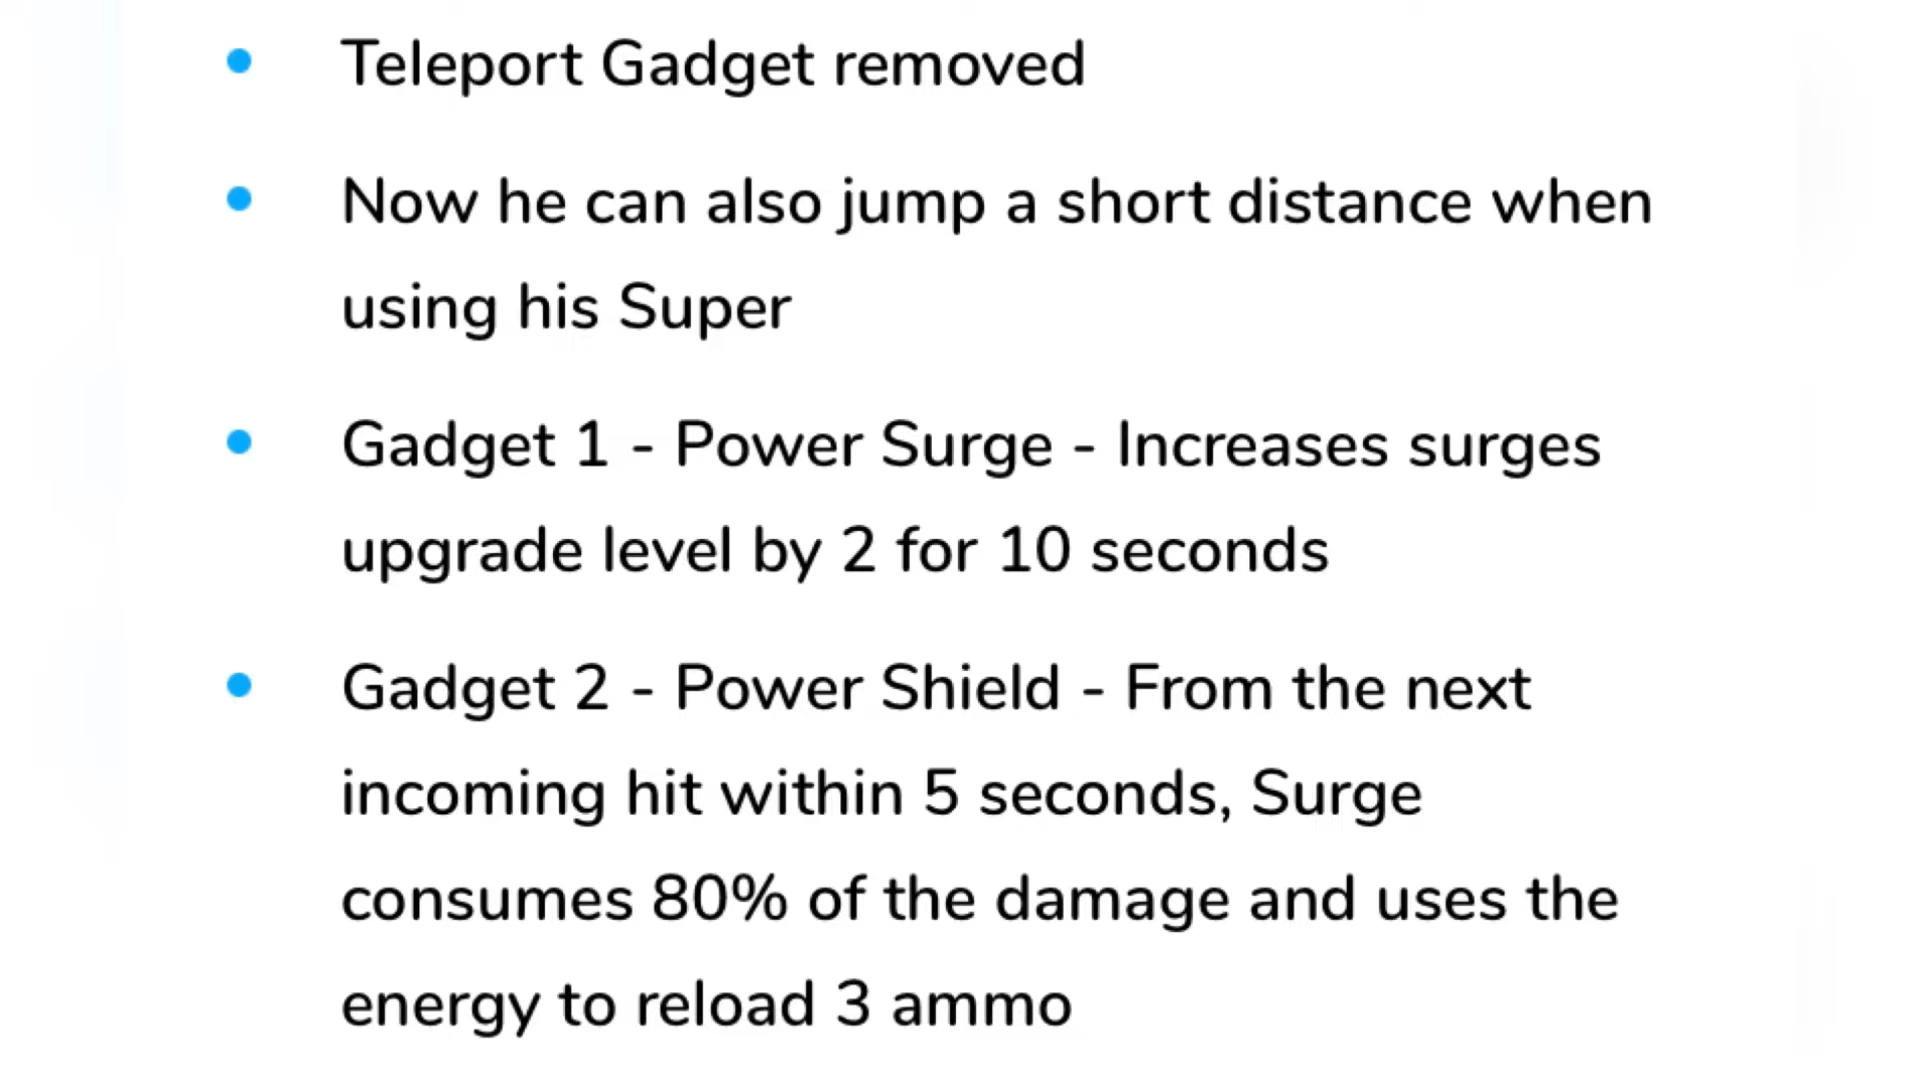 Teleport Gadget removed
Now he can also jump a short distance when
using his Super
Gadget 1 - Power Surge - Increases surges
upgrade level by 2 for 10 seconds
Gadget 2 - Power Shield - From the next
incoming hit within 5 seconds, Surge
consumes 80% of the damage and uses the
energy to reload 3 ammo